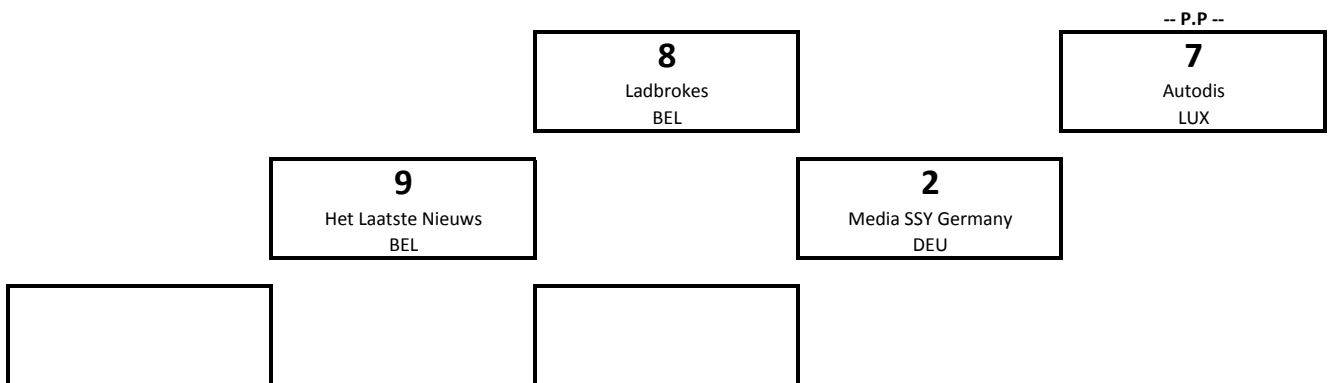 -- P.P --
8
Ladbrokes
BEL
7
Autodis
LUX
9
Het Laatste Nieuws
BEL
2
Media SSY Germany
DEU